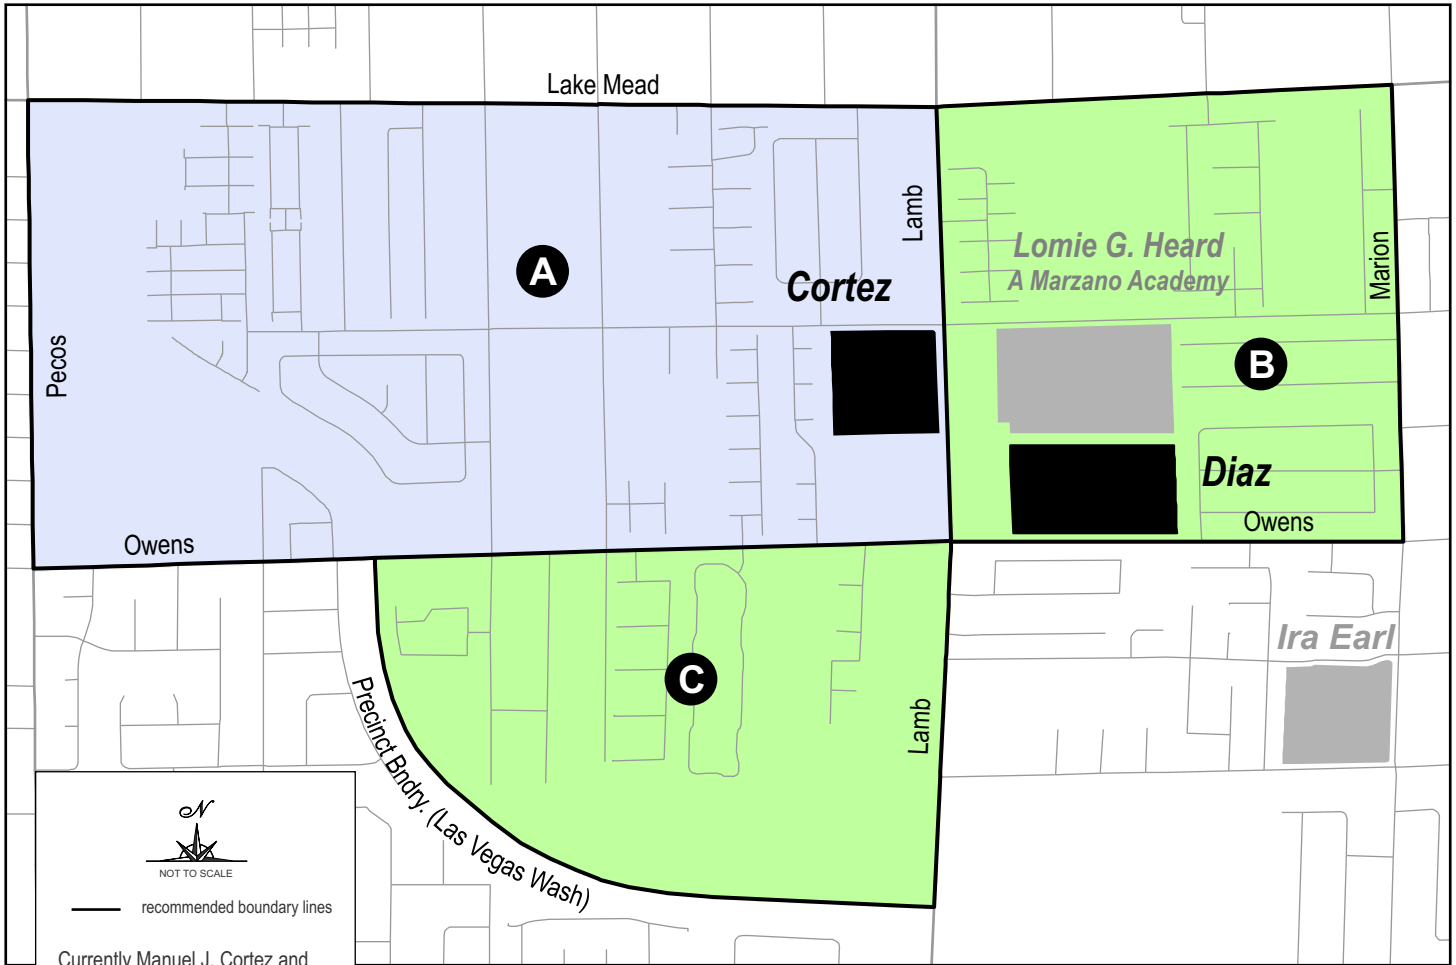 Lake Mead
Lamb
Lomie G. Heard
A Marzano Academy
Marion
A
Cortez
Pecos
B
Diaz
Owens
Owens
Ira Earl
C
Lamb
Precinct Bndry. (Las Vegas Wash)
N
NOT TO SCALE
recommended boundary lines
Currently Manuel J. Cortez and